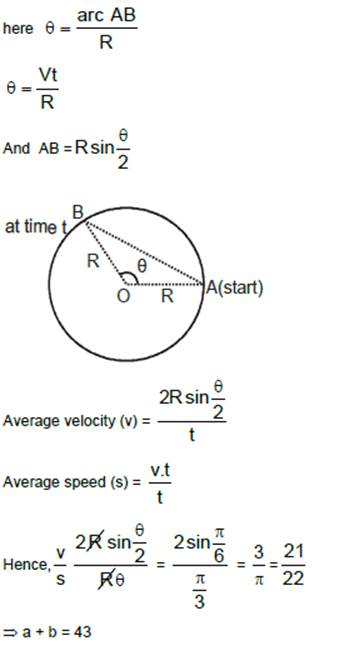 here θ = arc AB / R
θ = Vt / R
And AB = R sin θ/2
B
at time t
R
θ
O
R
A(start)
Average velocity (v) = 2R sin θ/2 / t
Average speed (s) = v.t / t
Hence, v/s 2R sin θ/2 / Rθ = 2 sin π/6 / π/3 = 3/π = 21/22
⇒ a + b = 43